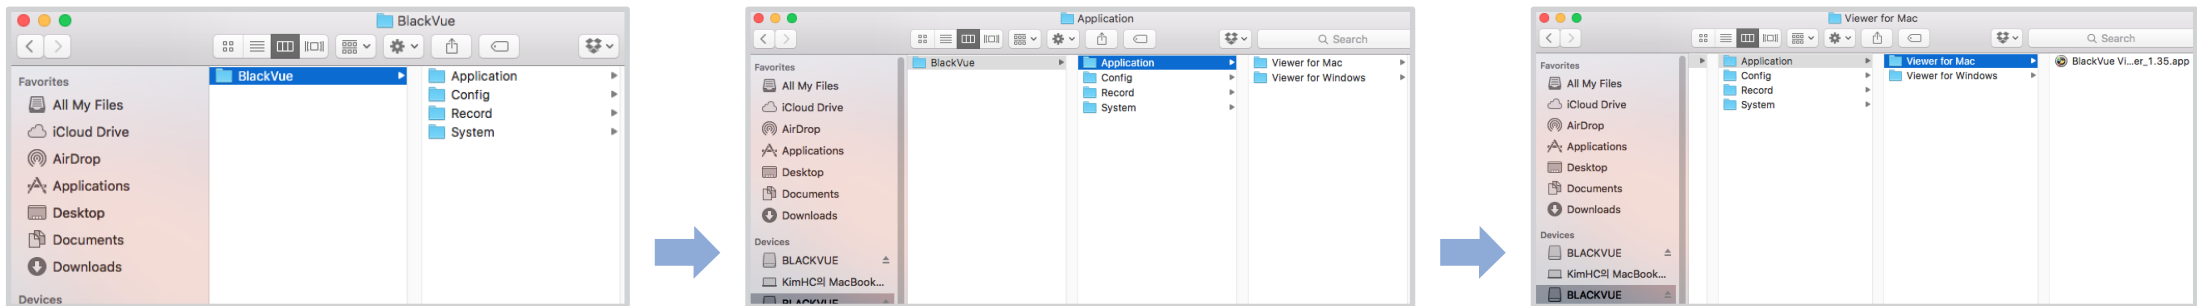 BlackVue
Favorites
All My Files
iCloud Drive
AirDrop
Applications
Desktop
Documents
Downloads
Devices
BlackVue
Application
Config
Record
System
Application
Search
Favorites
All My Files
iCloud Drive
AirDrop
Applications
Desktop
Documents
Downloads
Devices
BLACKVUE
KimHC의 MacBook...
BLACKVUE
BlackVue
Application
Config
Record
System
Viewer for Mac
Viewer for Windows
Viewer for Mac
Search
Favorites
All My Files
iCloud Drive
AirDrop
Applications
Desktop
Documents
Downloads
Devices
BLACKVUE
KimHC의 MacBook...
BLACKVUE
Application
Config
Record
System
Viewer for Mac
Viewer for Windows
BlackVue Vi...er_1.35.app